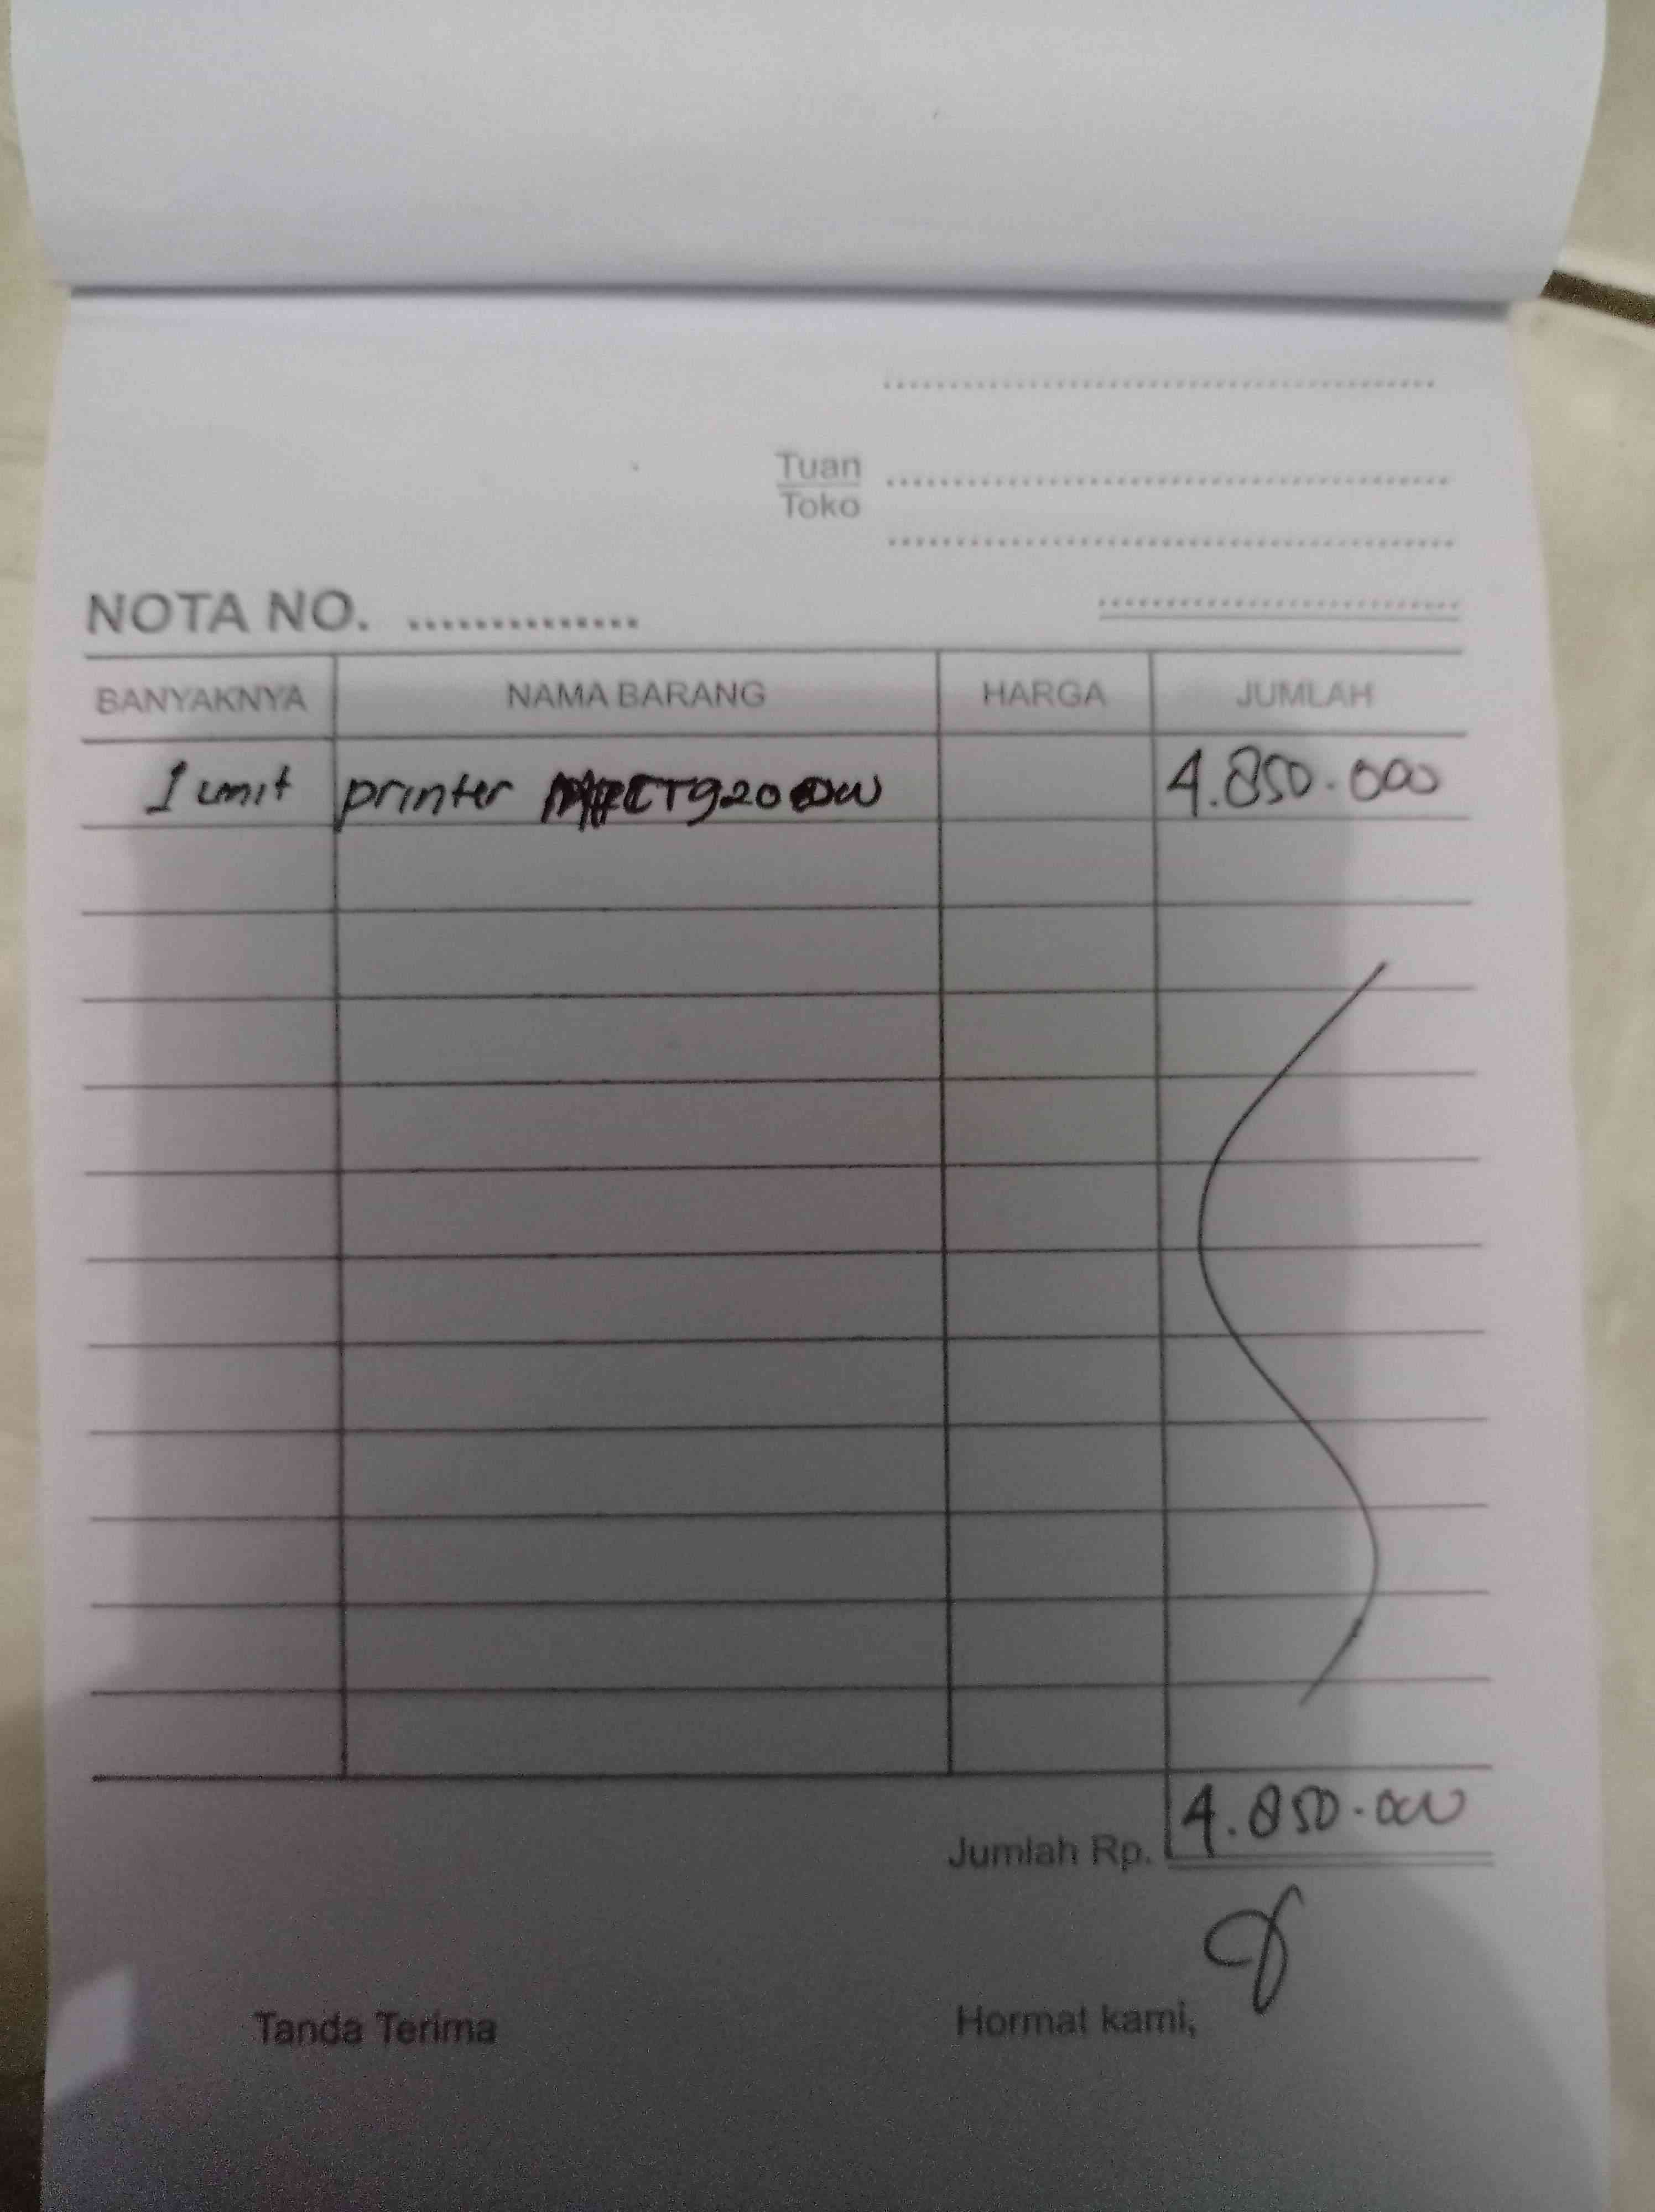 Tuan
Toko
NOTA NO. ..............
BANYAKNYA NAMA BARANG HARGA JUMLAH
1 unit printer 4.850.000
Jumlah Rp. 4.850.000
Tanda Terima Hormat kami,